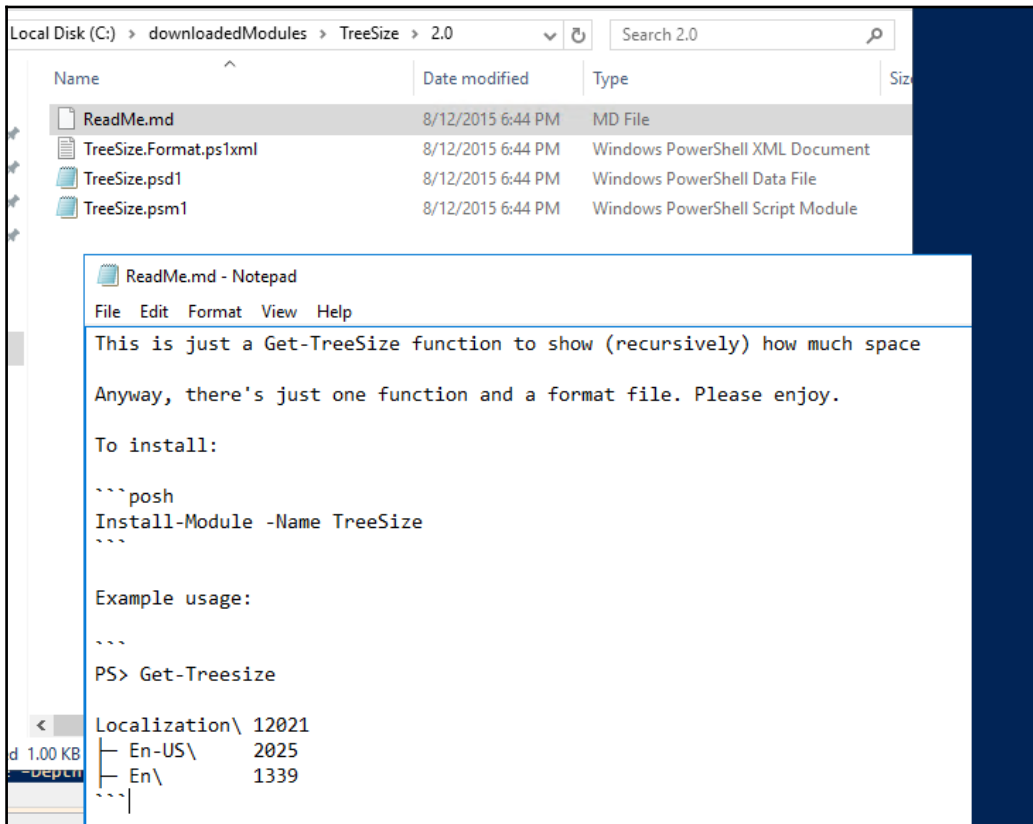 Local Disk (C:) > downloadedModules > TreeSize > 2.0
Search 2.0
Name Date modified Type Size
ReadMe.md 8/12/2015 6:44 PM MD File
TreeSize.Format.ps1xml 8/12/2015 6:44 PM Windows PowerShell XML Document
TreeSize.psd1 8/12/2015 6:44 PM Windows PowerShell Data File
TreeSize.psm1 8/12/2015 6:44 PM Windows PowerShell Script Module
ReadMe.md - Notepad
File Edit Format View Help
This is just a Get-TreeSize function to show (recursively) how much space
Anyway, there's just one function and a format file. Please enjoy.
To install:
```posh
Install-Module -Name TreeSize
```
Example usage:
```
PS> Get-Treesize
Localization\ 12021
├─ En-US\ 2025
├─ En\ 1339
```
d 1.00 KB
-Depth